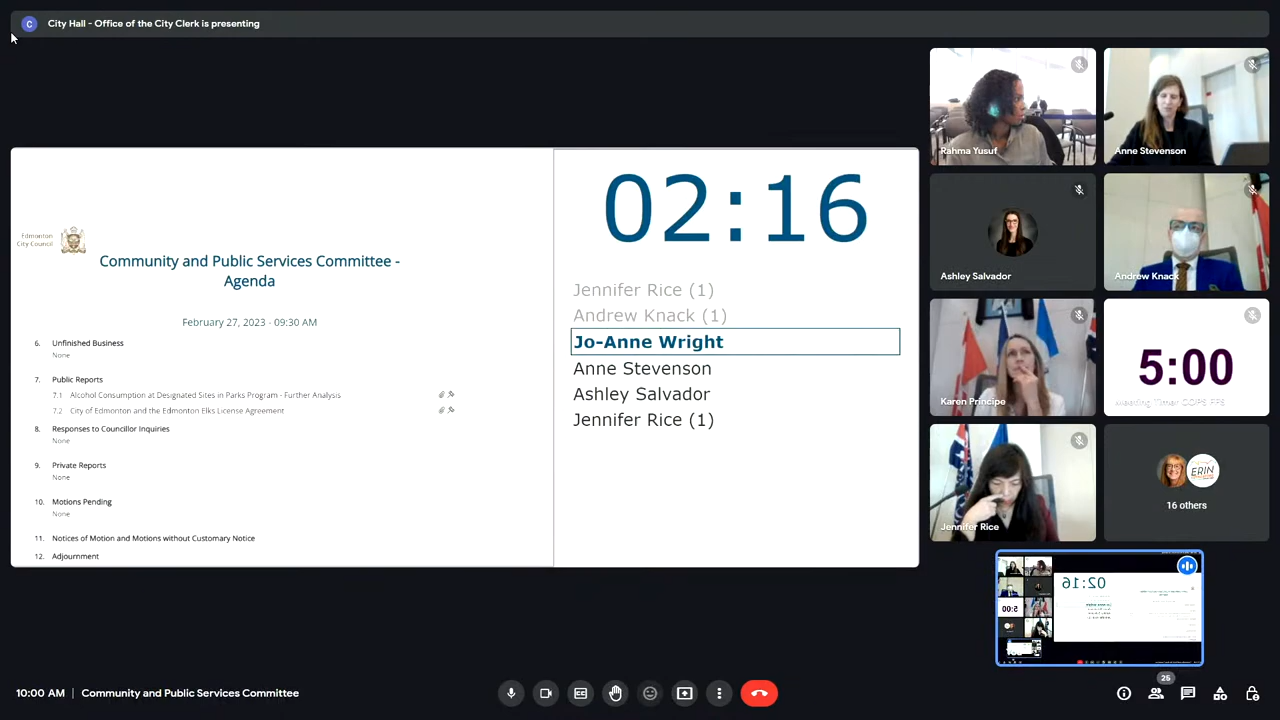 C
City Hall - Office of the City Clerk is presenting
Edmonton
City Council
Community and Public Services Committee -
Agenda
February 27, 2023 - 09:30 AM
6. Unfinished Business
None
7. Public Reports
7.1 Alcohol Consumption at Designated Sites in Parks Program - Further Analysis
7.2 City of Edmonton and the Edmonton Elks License Agreement
8. Responses to Councillor Inquiries
None
9. Private Reports
None
10. Motions Pending
None
11. Notices of Motion and Motions without Customary Notice
12. Adjournment
02:16
Jennifer Rice (1)
Andrew Knack (1)
Jo-Anne Wright
Anne Stevenson
Ashley Salvador
Jennifer Rice (1)
Rahma Yusuf
Anne Stevenson
Ashley Salvador
Andrew Knack
Karen Principe
5:00
Meeting Timer
Jennifer Rice
ERIN
16 others
02:16
5:00
10:00 AM | Community and Public Services Committee
25